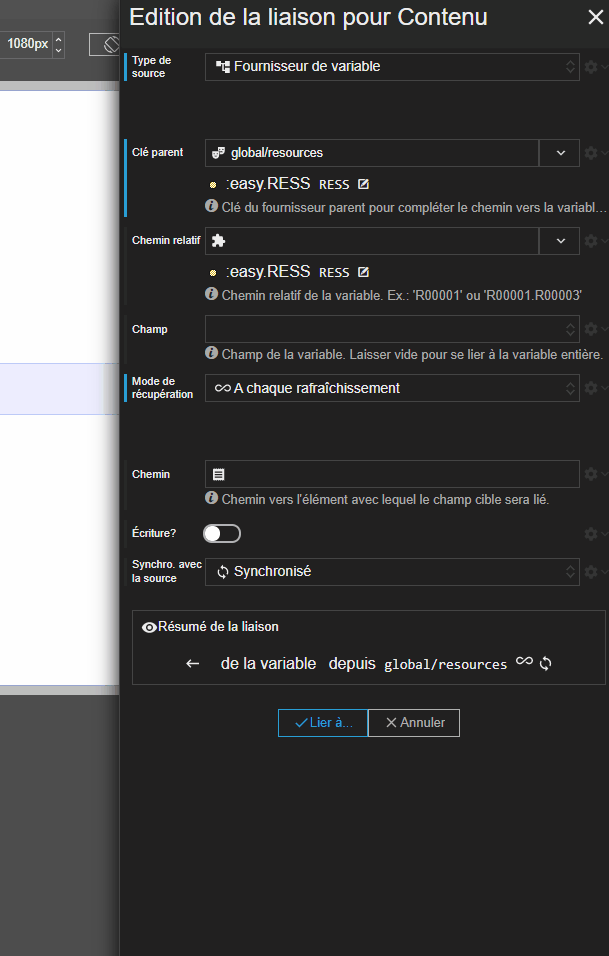 Edition de la liaison pour Contenu
1080px
Type de source
Fournisseur de variable
Clé parent
global/resources
:easy.RESS RESS
Clé du fournisseur parent pour compléter le chemin vers la variabl...
Chemin relatif
:easy.RESS RESS
Chemin relatif de la variable. Ex.: 'R00001' ou 'R00001.R00003'
Champ
Champ de la variable. Laisser vide pour se lier à la variable entière.
Mode de récupération
A chaque rafraîchissement
Chemin
Chemin vers l'élément avec lequel le champ cible sera lié.
Écriture?
Synchro. avec la source
Synchronisé
Résumé de la liaison
← de la variable depuis global/resources
Lier à...
Annuler